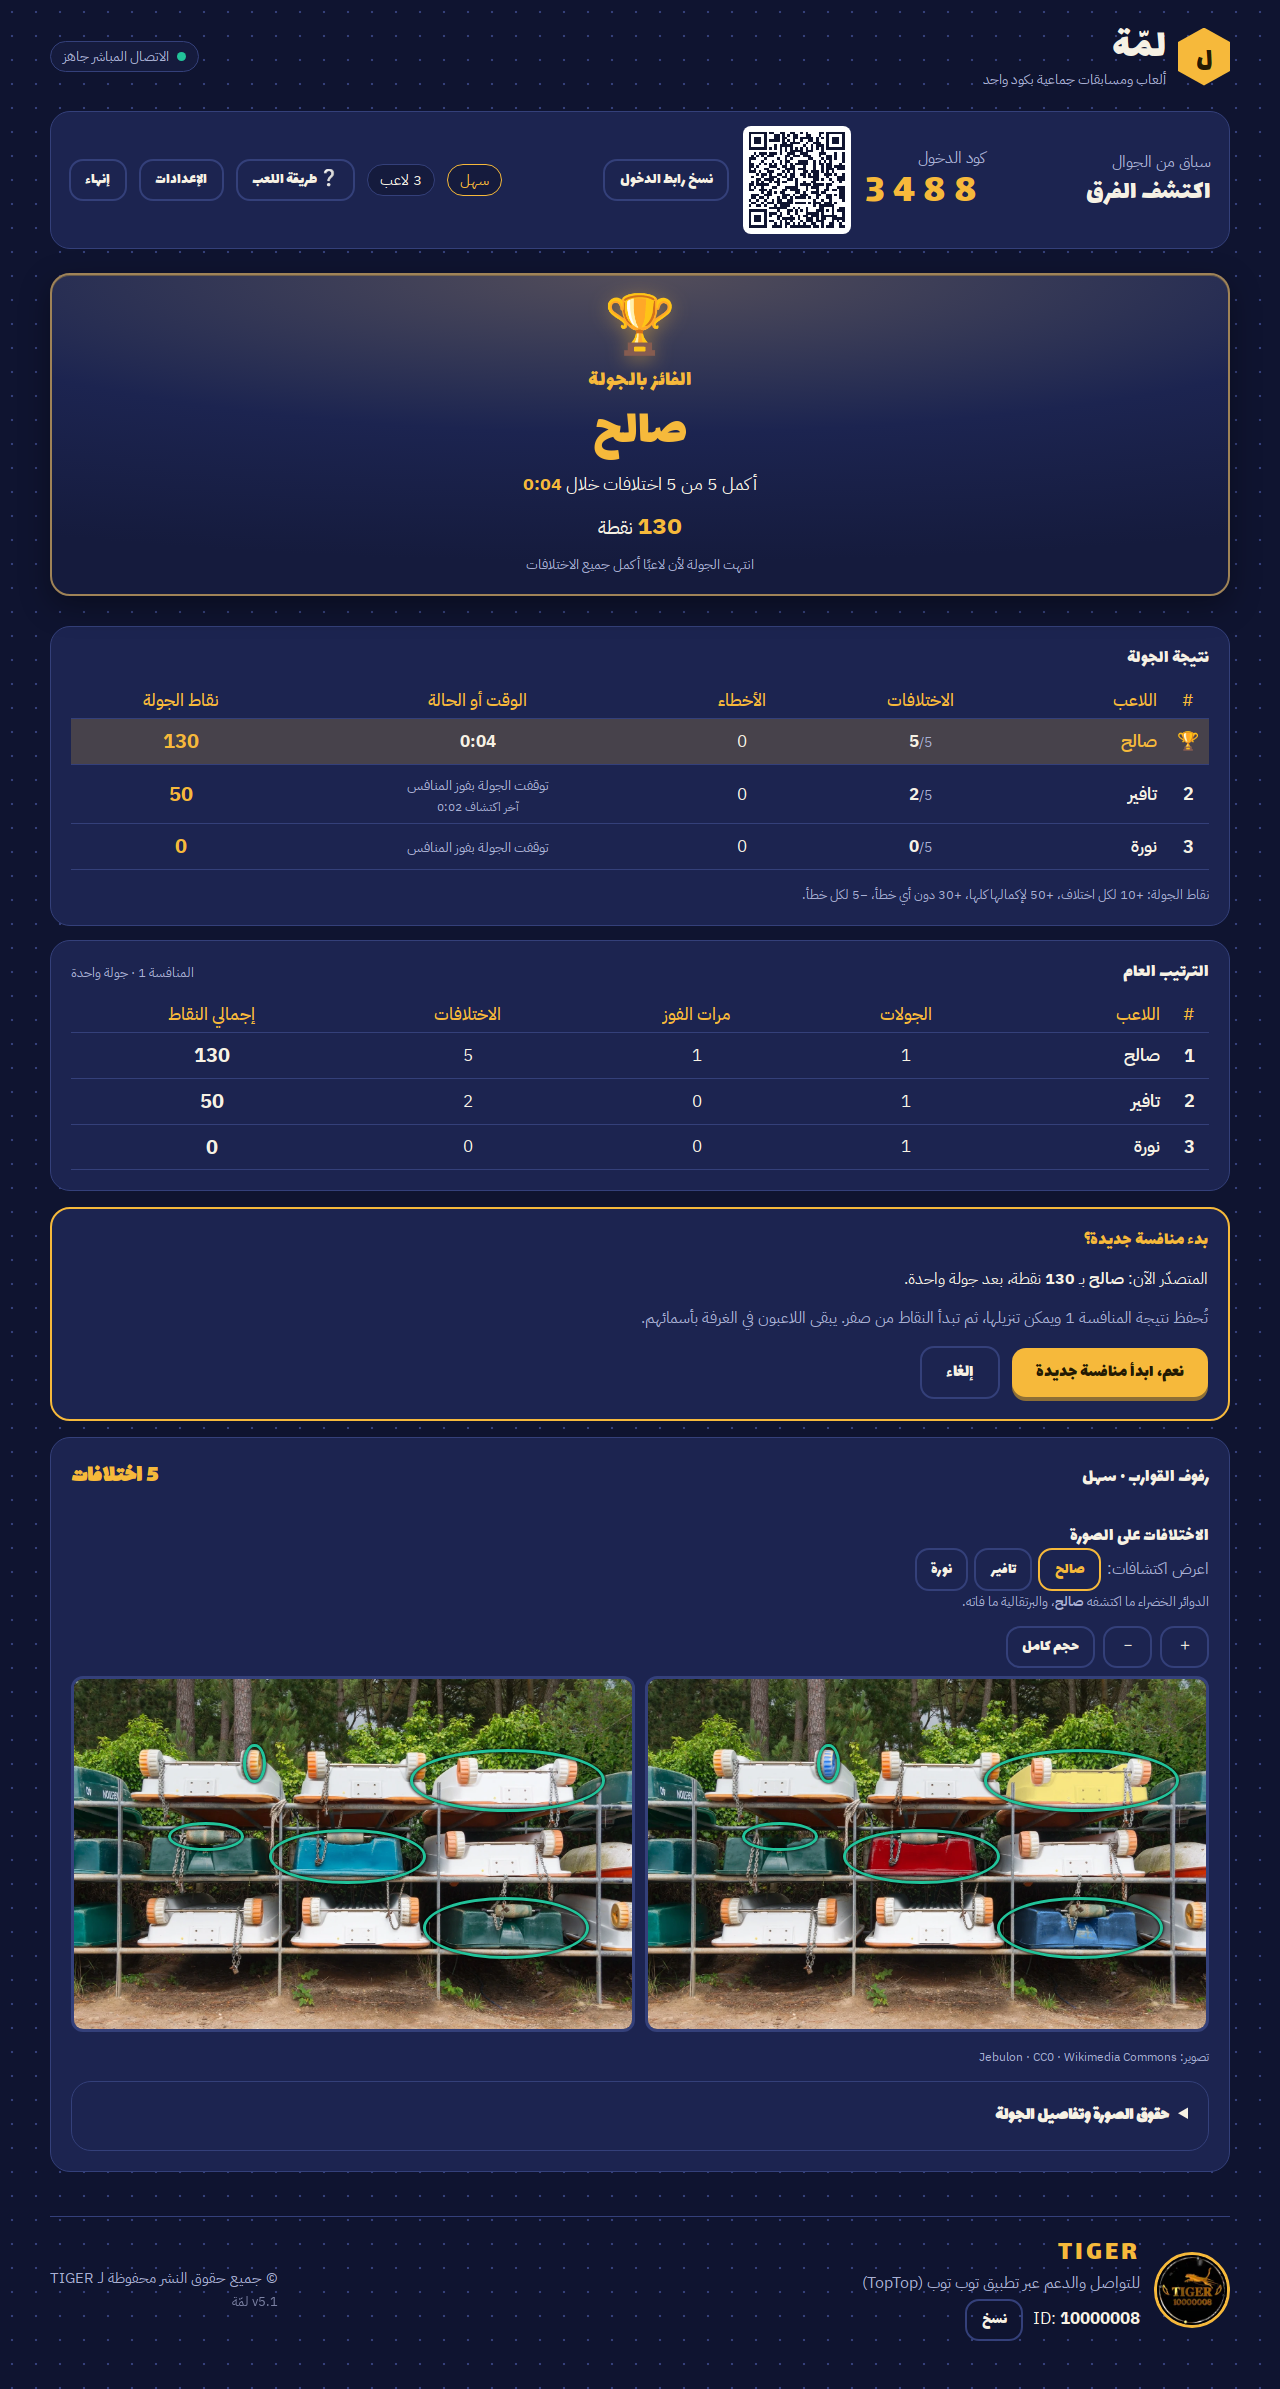 ل
لمّة
ألعاب ومسابقات جماعية بكود واحد
الاتصال المباشر جاهز
سباق من الجوال
اكتشف الفرق
كود الدخول
3488
نسخ رابط الدخول
سهل
3 لاعب
❔ طريقة اللعب
الإعدادات
إنهاء
الفائز بالجولة
صالح
أكمل 5 من 5 اختلافات خلال 0:04
130 نقطة
انتهت الجولة لأن لاعبًا أكمل جميع الاختلافات
نتيجة الجولة
# اللاعب الاختلافات الأخطاء الوقت أو الحالة نقاط الجولة
🏆 صالح 5/5 0 0:04 130
2 تافير 2/5 0 توقفت الجولة بفوز المنافس آخر اكتشاف 0:02 50
3 نورة 0/5 0 توقفت الجولة بفوز المنافس 0
نقاط الجولة: +10 لكل اختلاف، +50 لإكمالها كلها، +30 دون أي خطأ، −5 لكل خطأ.
الترتيب العام
المنافسة 1 · جولة واحدة
# اللاعب الجولات مرات الفوز الاختلافات إجمالي النقاط
1 صالح 1 1 5 130
2 تافير 1 0 2 50
3 نورة 1 0 0 0
بدء منافسة جديدة؟
المتصدّر الآن: صالح بـ 130 نقطة، بعد جولة واحدة.
تُحفظ نتيجة المنافسة 1 ويمكن تنزيلها، ثم تبدأ النقاط من صفر. يبقى اللاعبون في الغرفة بأسمائهم.
نعم، ابدأ منافسة جديدة
إلغاء
رفوف القوارب · سهل
5 اختلافات
الاختلافات على الصورة
اعرض اكتشافات: صالح تافير نورة
الدوائر الخضراء ما اكتشفه صالح، والبرتقالية ما فاته.
+ − حجم كامل
تصوير: Jebulon · CC0 · Wikimedia Commons
◀ حقوق الصورة وتفاصيل الجولة
TIGER
10000008
TIGER
للتواصل والدعم عبر تطبيق توب توب (TopTop)
ID: 10000008
نسخ
© جميع حقوق النشر محفوظة لـ TIGER
لمّة v5.1